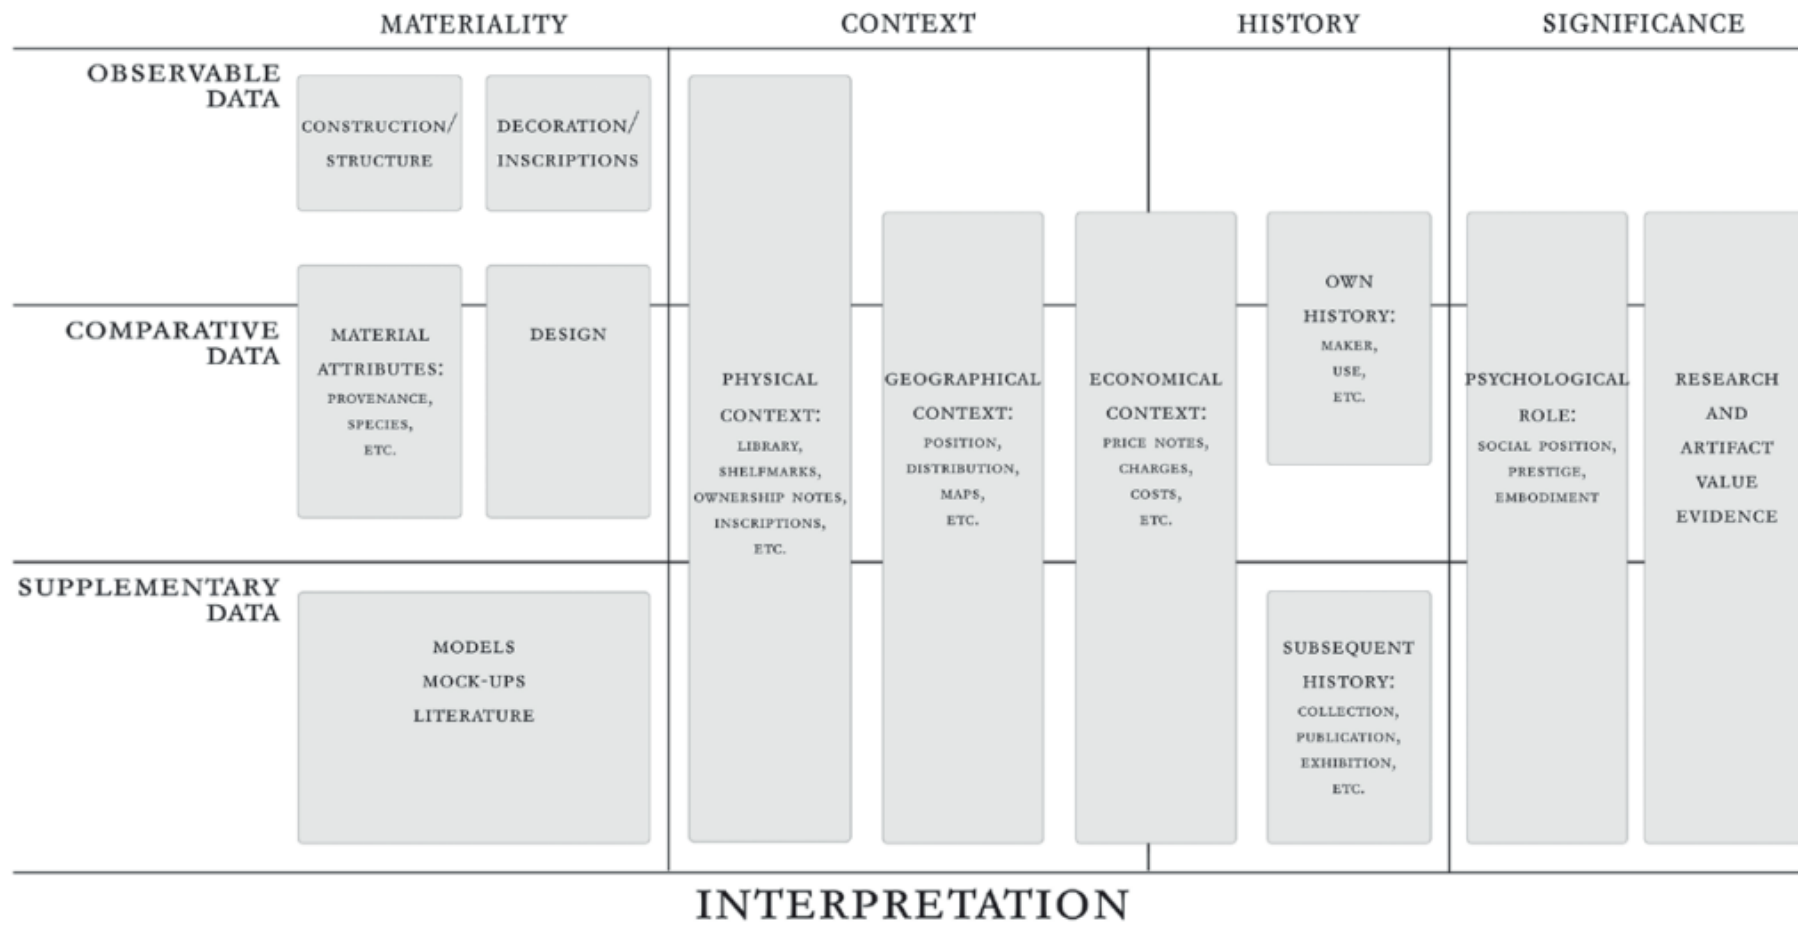 MATERIALITY
CONTEXT
HISTORY
SIGNIFICANCE
OBSERVABLE
DATA
CONSTRUCTION/
STRUCTURE
DECORATION/
INSCRIPTIONS
COMPARATIVE
DATA
MATERIAL
ATTRIBUTES:
PROVENANCE,
SPECIES,
ETC.
DESIGN
PHYSICAL
CONTEXT:
LIBRARY,
SHELFMARKS,
OWNERSHIP NOTES,
INSCRIPTIONS,
ETC.
GEOGRAPHICAL
CONTEXT:
POSITION,
DISTRIBUTION,
MAPS,
ETC.
ECONOMICAL
CONTEXT:
PRICE NOTES,
CHARGES,
COSTS,
ETC.
OWN
HISTORY:
MAKER,
USE,
ETC.
PSYCHOLOGICAL
ROLE:
SOCIAL POSITION,
PRESTIGE,
EMBODIMENT
RESEARCH
AND
ARTIFACT
VALUE
EVIDENCE
SUPPLEMENTARY
DATA
MODELS
MOCK-UPS
LITERATURE
SUBSEQUENT
HISTORY:
COLLECTION,
PUBLICATION,
EXHIBITION,
ETC.
INTERPRETATION